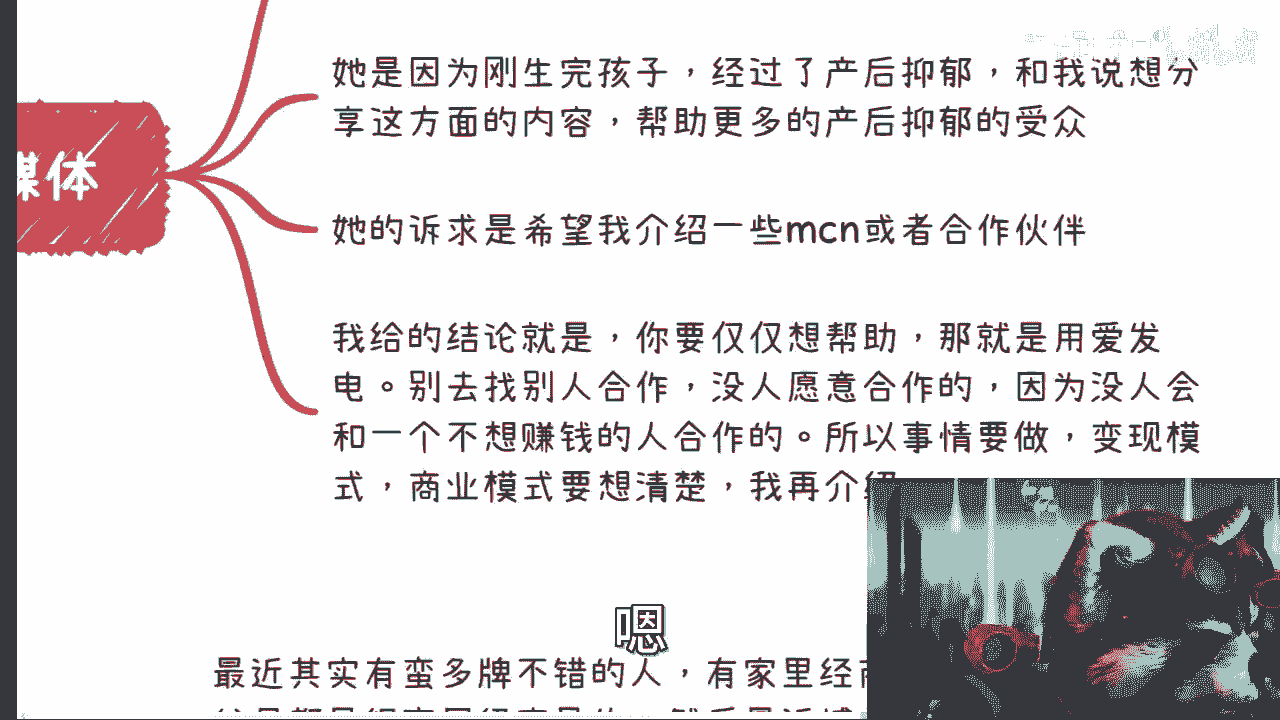 她是因为刚生完孩子，经过了产后抑郁，和我说想分
享这方面的内容，帮助更多的产后抑郁的受众
媒体
她的诉求是希望我介绍一些mcn或者合作伙伴
我给的结论就是，你要仅仅想帮助，那就是用爱发
电。别去找别人合作，没人愿意合作的，因为没人会
和一个不想赚钱的人合作的。所以事情要做，变现模
式，商业模式要想清楚，我再介绍
嗯
最近其实有蛮多牌不错的人，有家里经